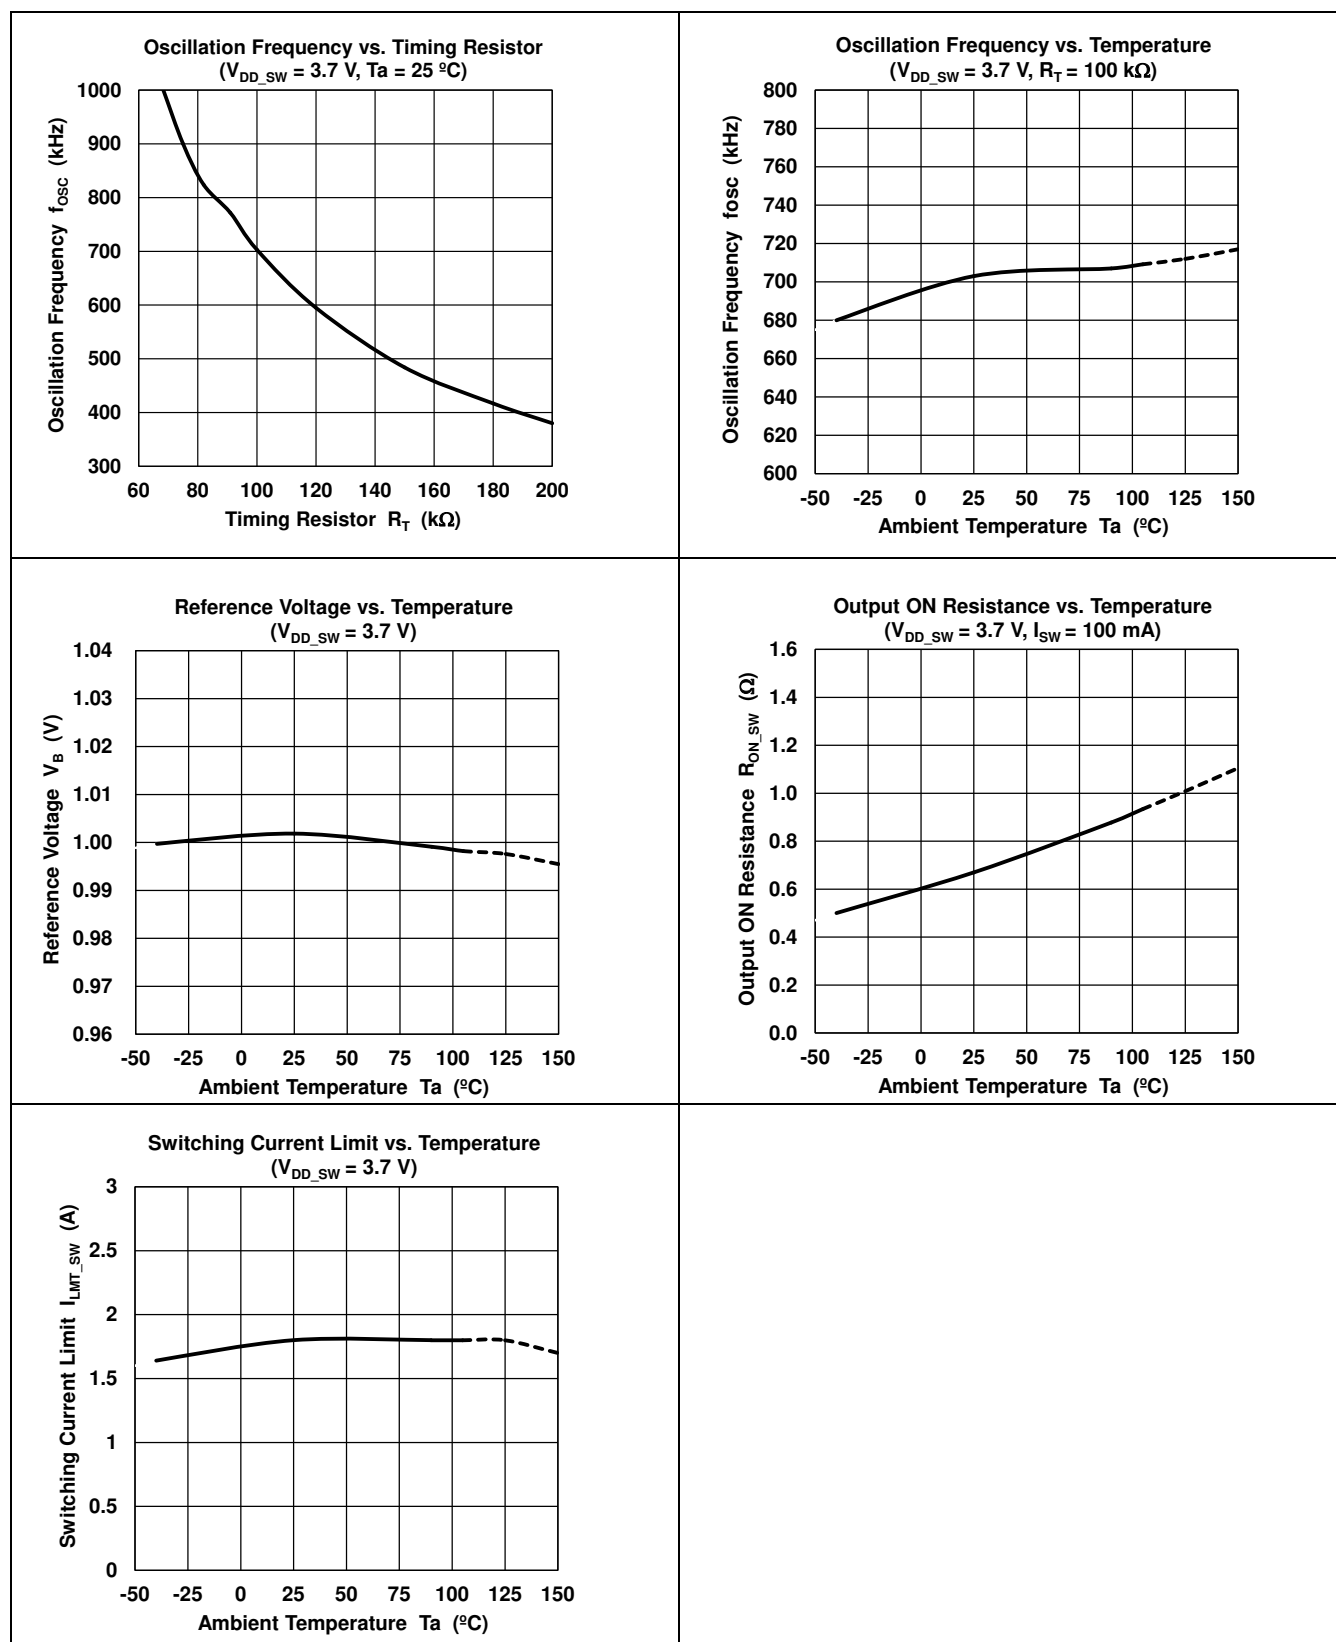 Oscillation Frequency vs. Timing Resistor
(VDD_SW = 3.7 V, Ta = 25 ºC)
Oscillation Frequency fOSC (kHz)
1000
900
800
700
600
500
400
300
60 80 100 120 140 160 180 200
Timing Resistor RT (kΩ)
Oscillation Frequency vs. Temperature
(VDD_SW = 3.7 V, RT = 100 kΩ)
Oscillation Frequency fosc (kHz)
800
780
760
740
720
700
680
660
640
620
600
-50 -25 0 25 50 75 100 125 150
Ambient Temperature Ta (ºC)
Reference Voltage vs. Temperature
(VDD_SW = 3.7 V)
Reference Voltage VB (V)
1.04
1.03
1.02
1.01
1.00
0.99
0.98
0.97
0.96
-50 -25 0 25 50 75 100 125 150
Ambient Temperature Ta (ºC)
Output ON Resistance vs. Temperature
(VDD_SW = 3.7 V, ISW = 100 mA)
Output ON Resistance RON_SW (Ω)
1.6
1.4
1.2
1.0
0.8
0.6
0.4
0.2
0.0
-50 -25 0 25 50 75 100 125 150
Ambient Temperature Ta (ºC)
Switching Current Limit vs. Temperature
(VDD_SW = 3.7 V)
Switching Current Limit ILMT_SW (A)
3
2.5
2
1.5
1
0.5
0
-50 -25 0 25 50 75 100 125 150
Ambient Temperature Ta (ºC)